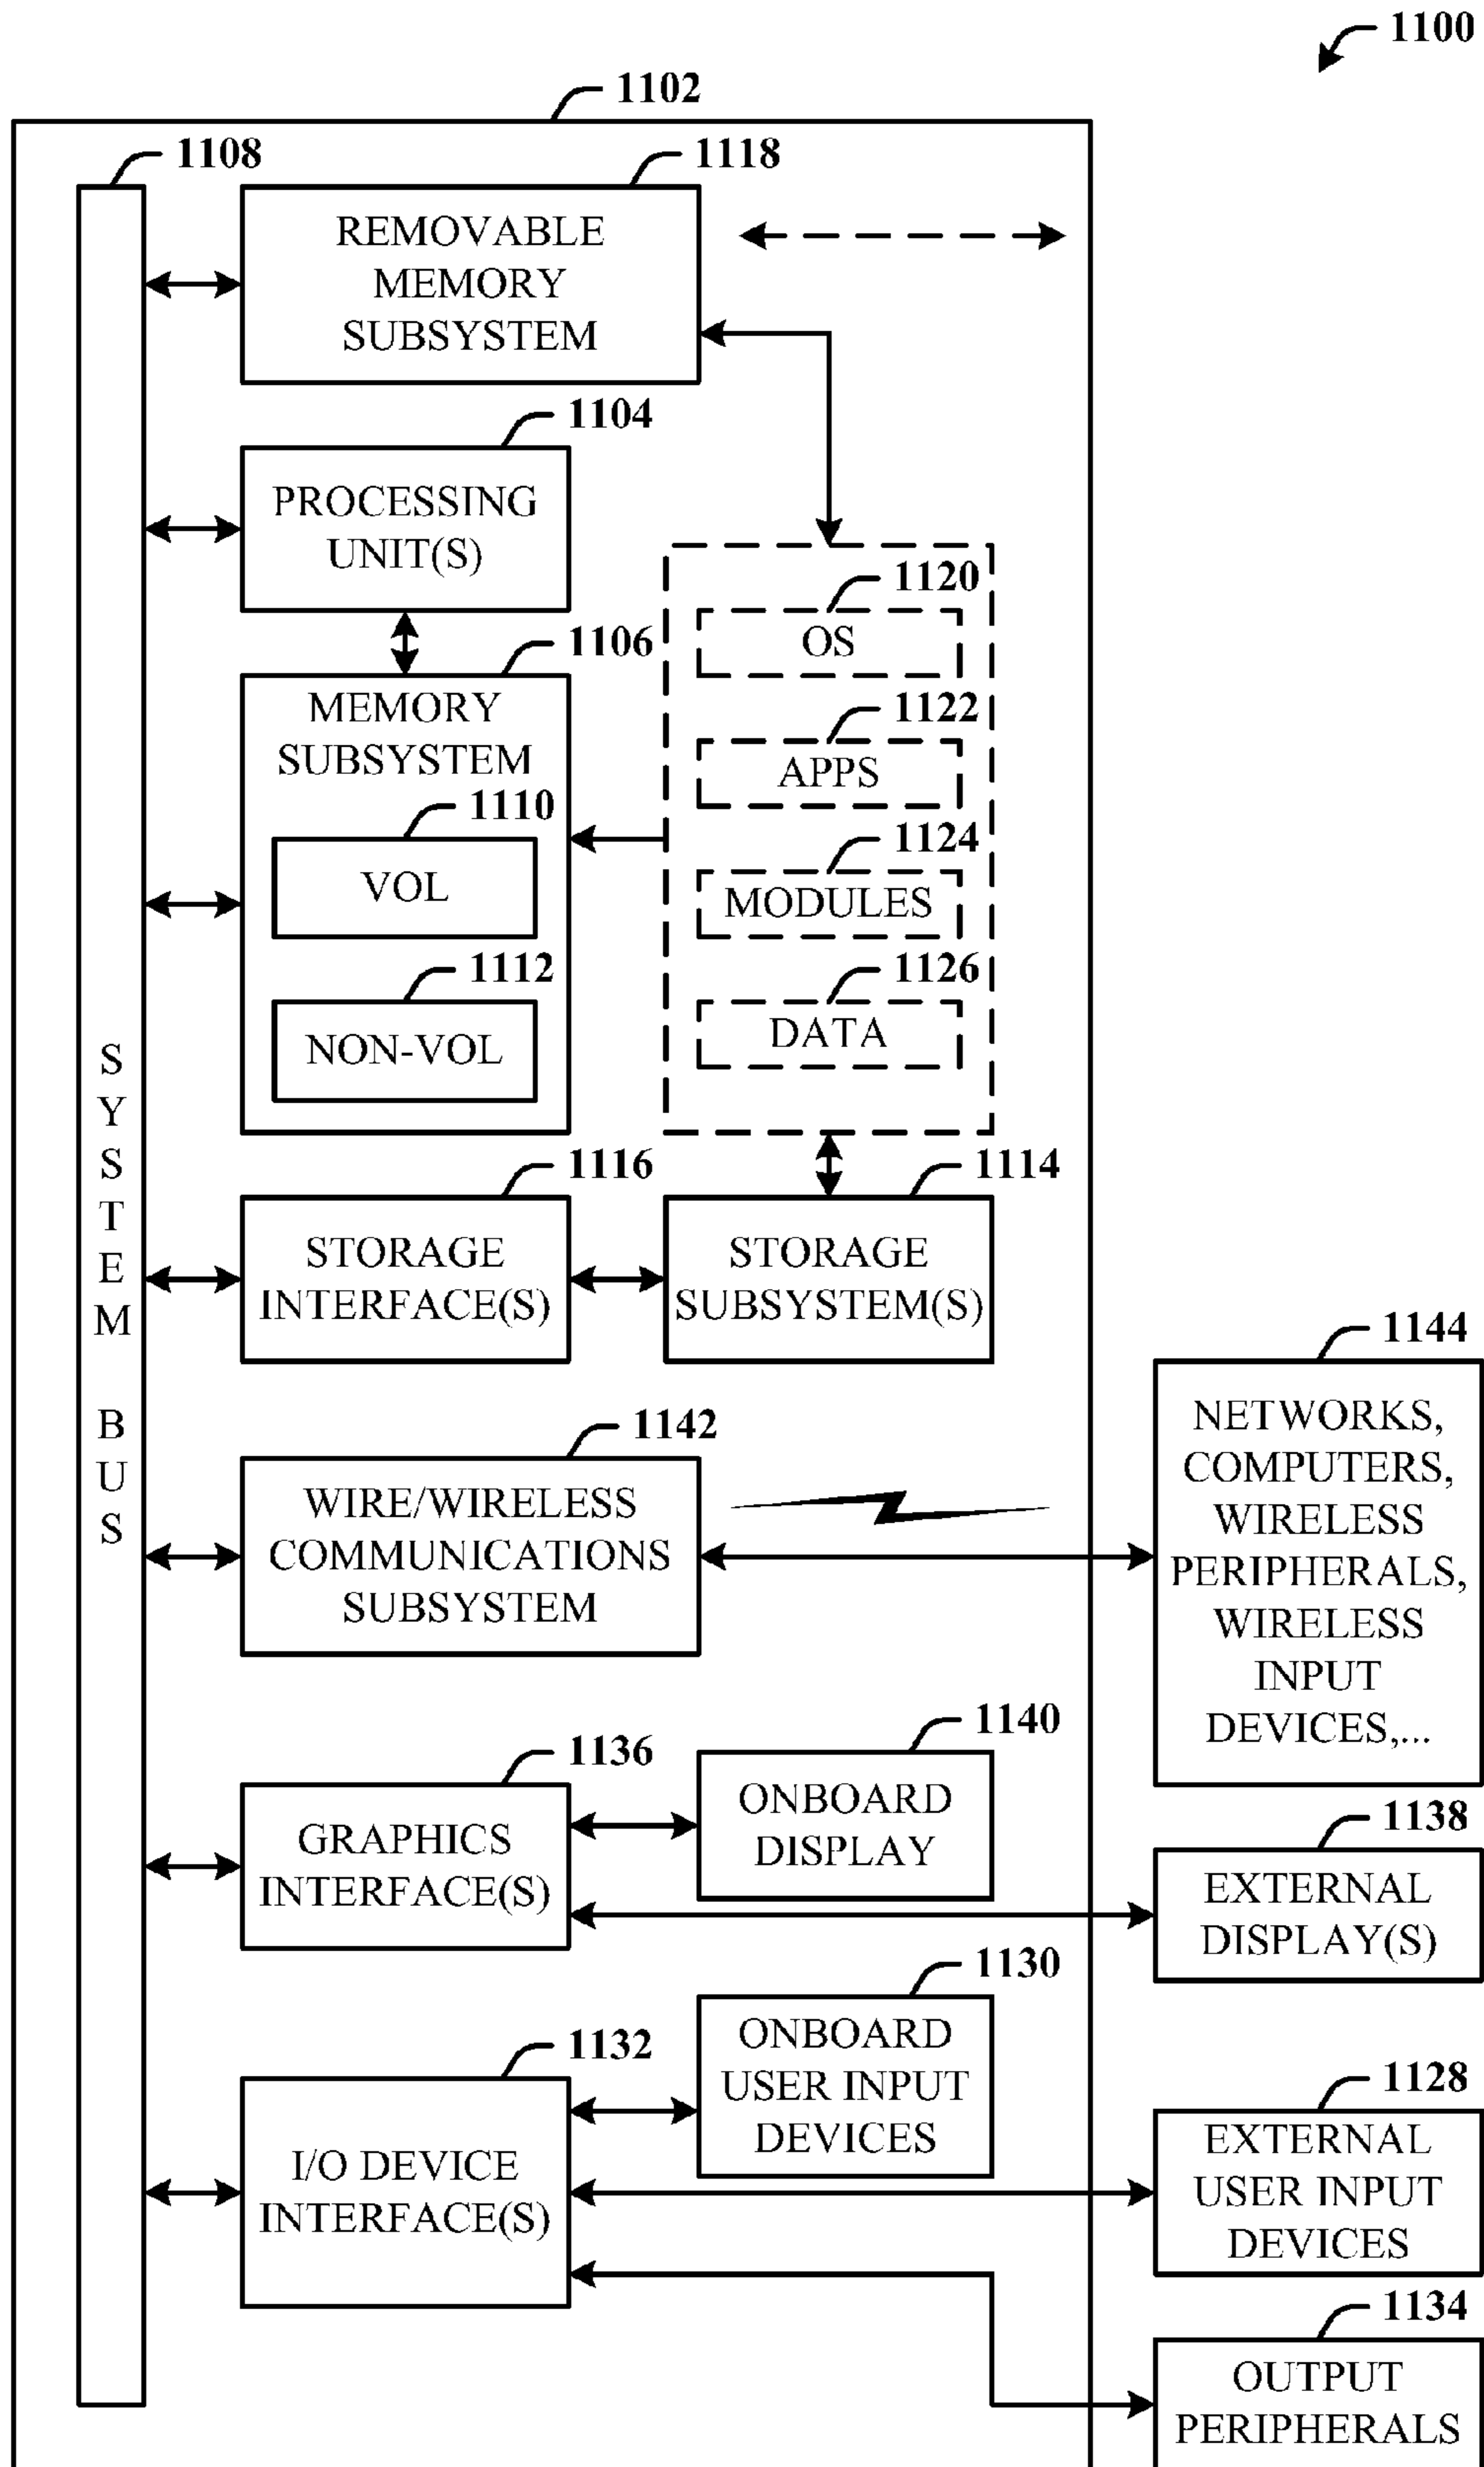 1100
1102
1108
1118
REMOVABLE
MEMORY
SUBSYSTEM
1104
PROCESSING
UNIT(S)
1106
MEMORY
SUBSYSTEM
1110
VOL
1112
NON-VOL
1120
OS
1122
APPS
1124
MODULES
1126
DATA
SYSTEM BUS
1116
STORAGE
INTERFACE(S)
1114
STORAGE
SUBSYSTEM(S)
1142
WIRE/WIRELESS
COMMUNICATIONS
SUBSYSTEM
1144
NETWORKS,
COMPUTERS,
WIRELESS
PERIPHERALS,
WIRELESS
INPUT
DEVICES,...
1136
GRAPHICS
INTERFACE(S)
1140
ONBOARD
DISPLAY
1138
EXTERNAL
DISPLAY(S)
1132
I/O DEVICE
INTERFACE(S)
1130
ONBOARD
USER INPUT
DEVICES
1128
EXTERNAL
USER INPUT
DEVICES
1134
OUTPUT
PERIPHERALS